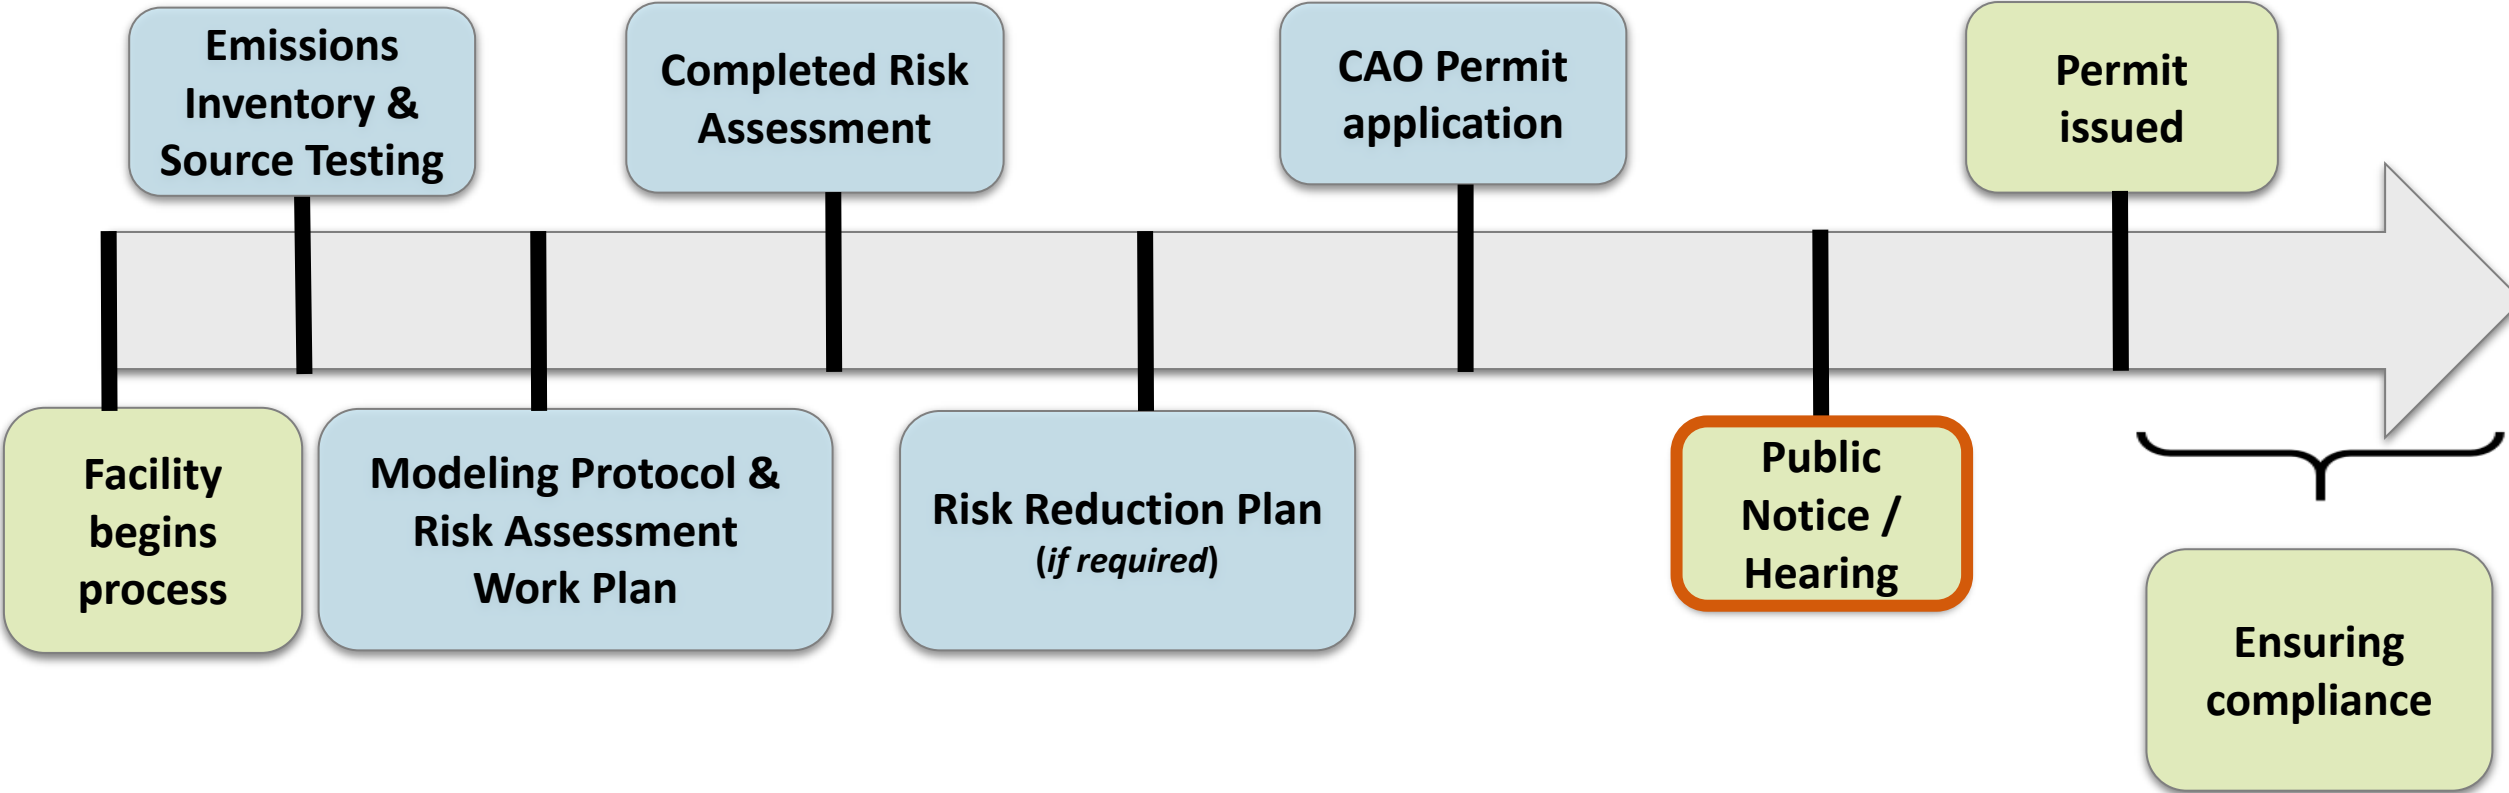 Emissions
Inventory &
Source Testing
Completed Risk
Assessment
CAO Permit
application
Permit
issued
Facility
begins
process
Modeling Protocol &
Risk Assessment
Work Plan
Risk Reduction Plan
(if required)
Public
Notice /
Hearing
Ensuring
compliance